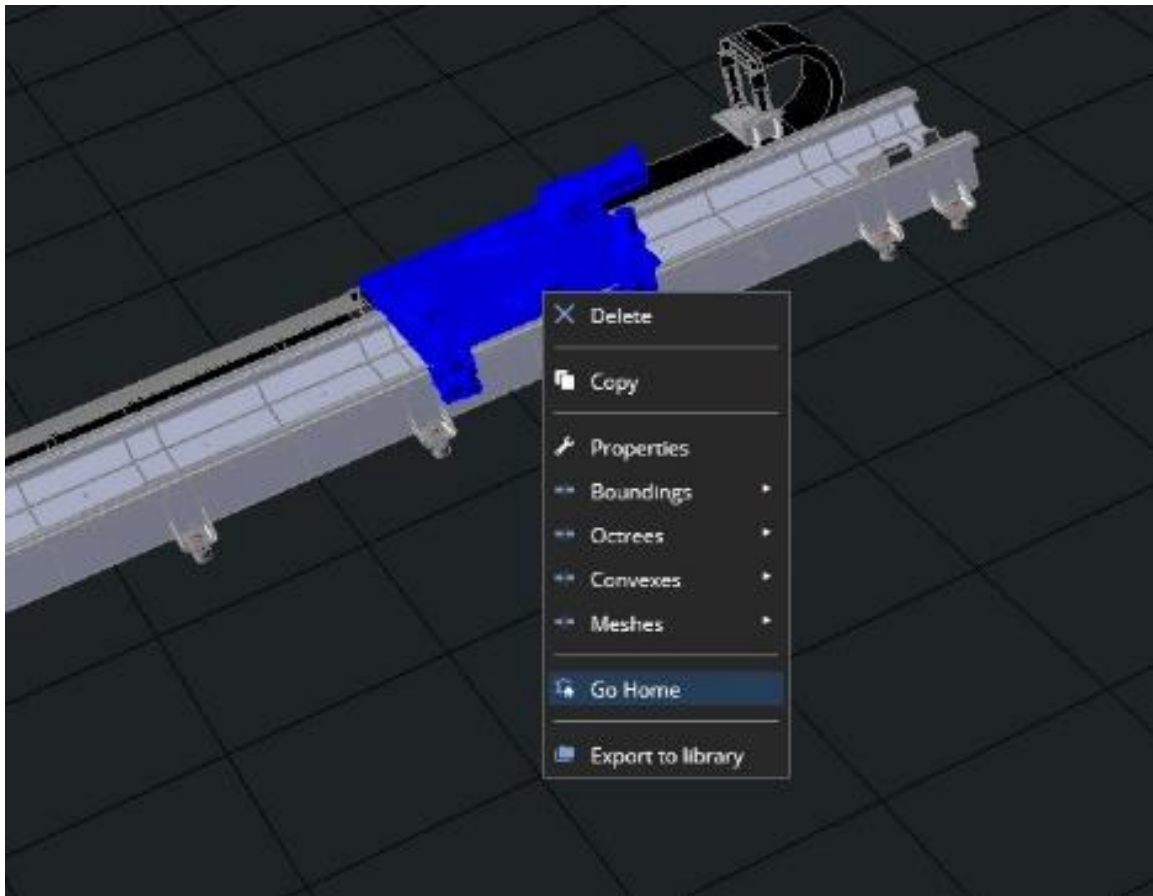 Delete
Copy
Properties
Boundings
Octrees
Convexes
Meshes
Go Home
Export to library